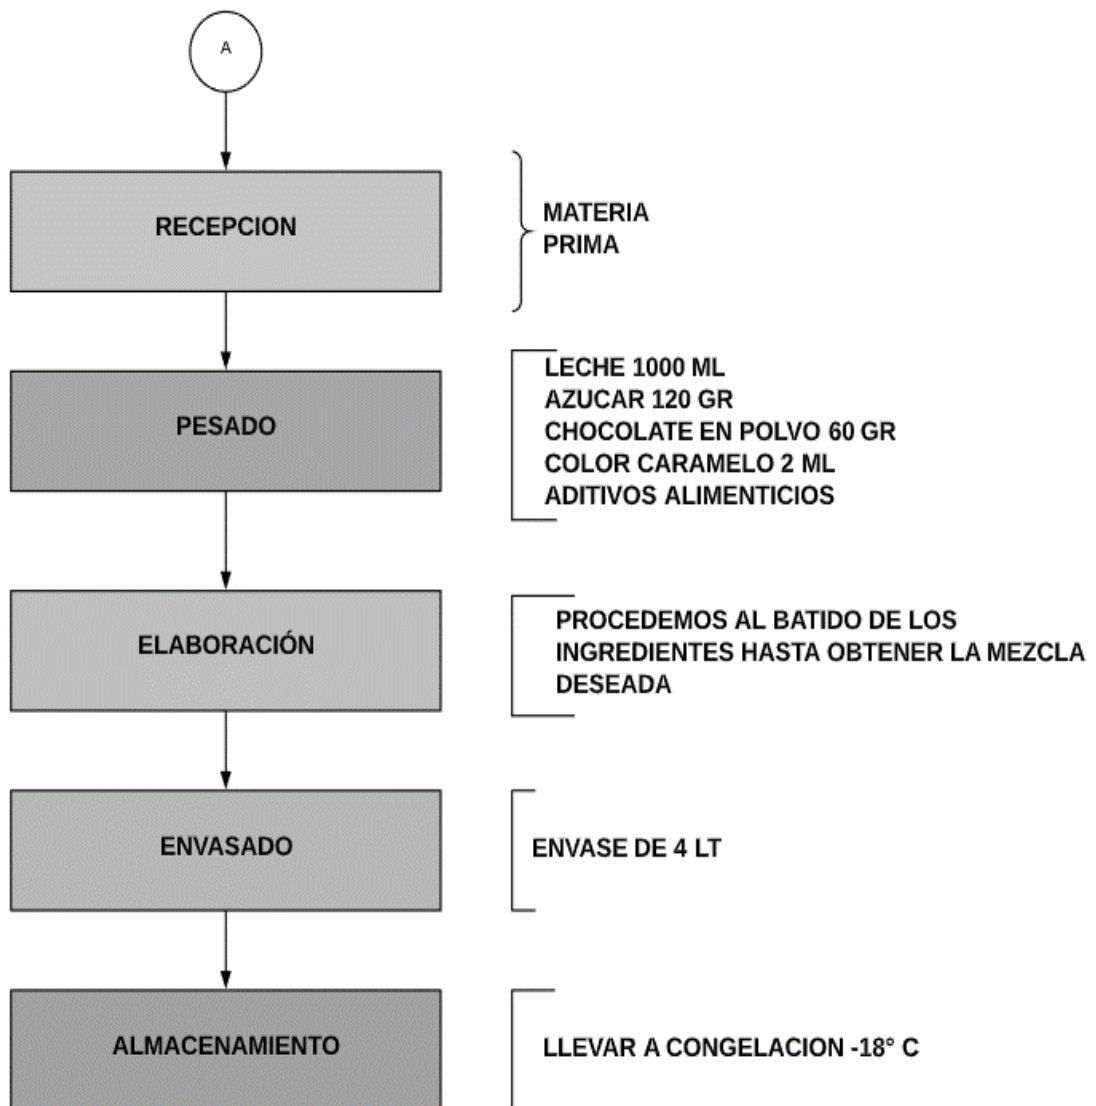 A
RECEPCION
MATERIA
PRIMA
PESADO
LECHE 1000 ML
AZUCAR 120 GR
CHOCOLATE EN POLVO 60 GR
COLOR CARAMELO 2 ML
ADITIVOS ALIMENTICIOS
ELABORACIÓN
PROCEDEMOS AL BATIDO DE LOS
INGREDIENTES HASTA OBTENER LA MEZCLA
DESEADA
ENVASADO
ENVASE DE 4 LT
ALMACENAMIENTO
LLEVAR A CONGELACION -18° C